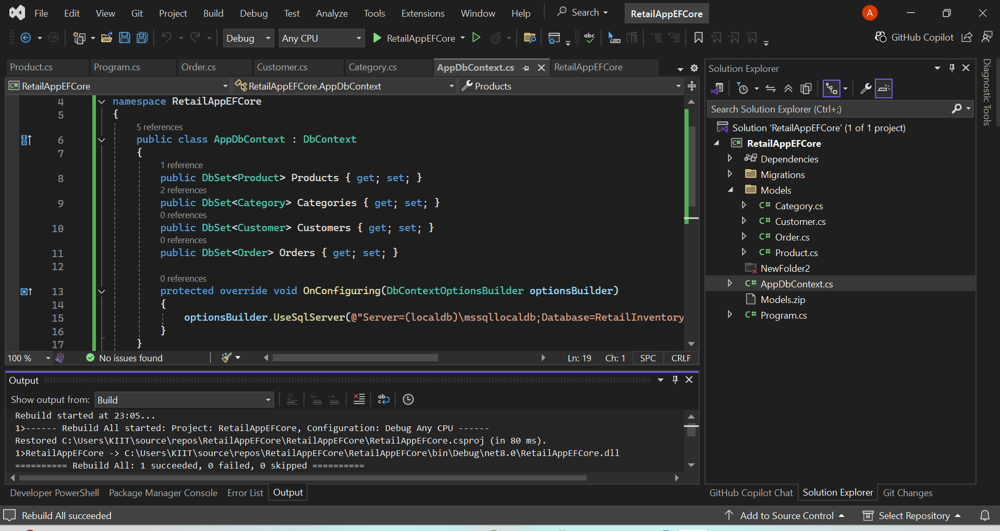 File Edit View Git Project Build Debug Test Analyze Tools Extensions Window Help Search RetailAppEFCore A
Debug Any CPU RetailAppEFCore abc GitHub Copilot
Product.cs Program.cs Order.cs Customer.cs Category.cs AppDbContext.cs RetailAppEFCore
C# RetailAppEFCore RetailAppEFCore.AppDbContext Products
4 namespace RetailAppEFCore
5 {
5 references
6 public class AppDbContext : DbContext
7 {
1 reference
8 public DbSet<Product> Products { get; set; }
2 references
9 public DbSet<Category> Categories { get; set; }
0 references
10 public DbSet<Customer> Customers { get; set; }
0 references
11 public DbSet<Order> Orders { get; set; }
12
0 references
13 protected override void OnConfiguring(DbContextOptionsBuilder optionsBuilder)
14 {
15 optionsBuilder.UseSqlServer(@"Server=(localdb)\mssqllocaldb;Database=RetailInventory
16 }
17 }
100 % No issues found Ln: 19 Ch: 1 SPC CRLF
Output
Show output from: Build
Rebuild started at 23:05...
1>------ Rebuild All started: Project: RetailAppEFCore, Configuration: Debug Any CPU ------
Restored C:\Users\KIIT\source\repos\RetailAppEFCore\RetailAppEFCore\RetailAppEFCore.csproj (in 80 ms).
1>RetailAppEFCore -> C:\Users\KIIT\source\repos\RetailAppEFCore\RetailAppEFCore\bin\Debug\net8.0\RetailAppEFCore.dll
========== Rebuild All: 1 succeeded, 0 failed, 0 skipped ==========
Developer PowerShell Package Manager Console Error List Output
Solution Explorer
Search Solution Explorer (Ctrl+;)
Solution 'RetailAppEFCore' (1 of 1 project)
C# RetailAppEFCore
Dependencies
Migrations
Models
C# Category.cs
C# Customer.cs
C# Order.cs
C# Product.cs
NewFolder2
C# AppDbContext.cs
Models.zip
C# Program.cs
GitHub Copilot Chat Solution Explorer Git Changes
Diagnostic Tools
Rebuild All succeeded Add to Source Control Select Repository